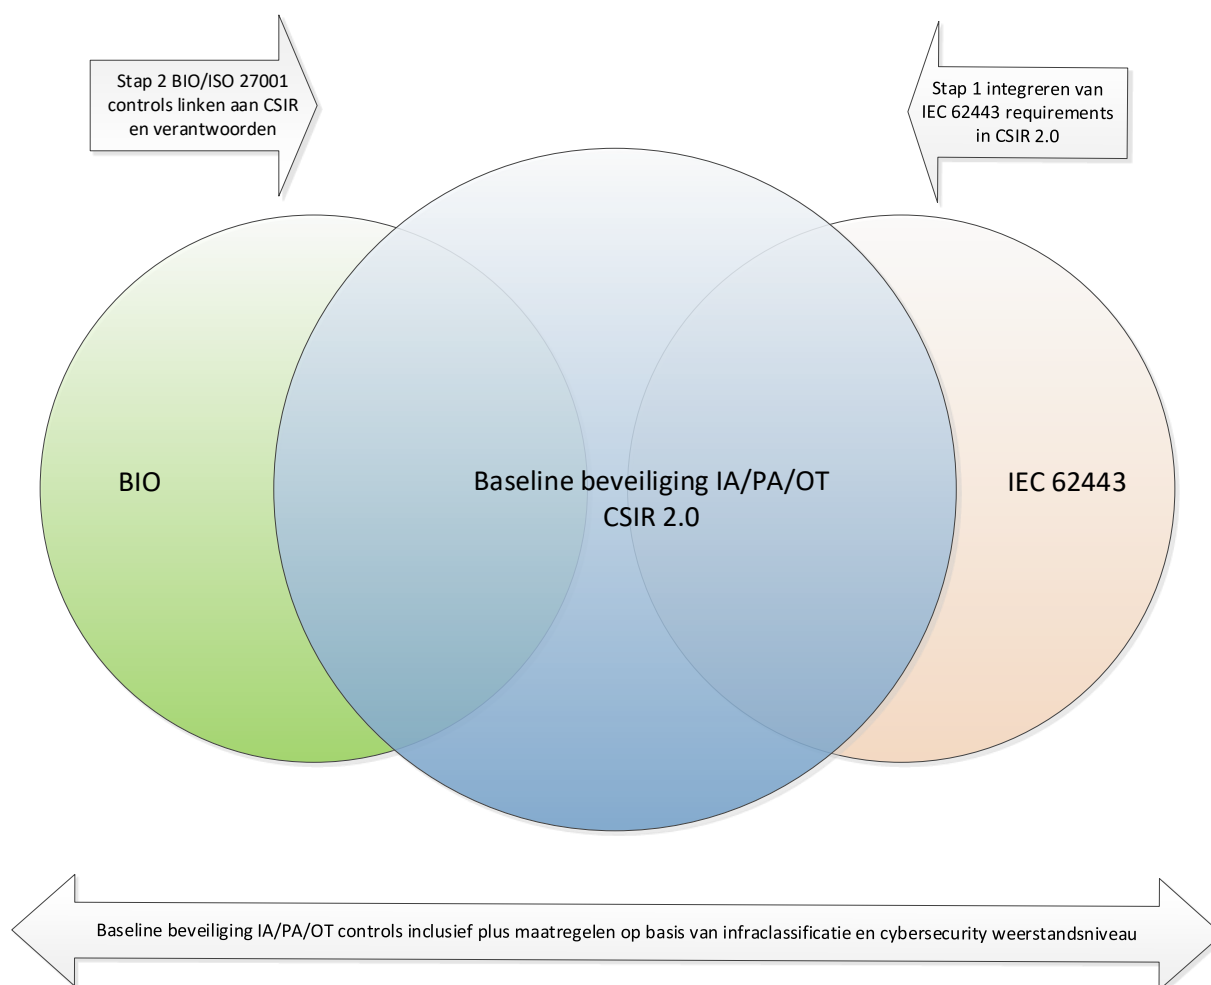 Stap 2 BIO/ISO 27001
controls linken aan CSIR
en verantwoorden
Stap 1 integreren van
IEC 62443 requirements
in CSIR 2.0
BIO
Baseline beveiliging IA/PA/OT
CSIR 2.0
IEC 62443
Baseline beveiliging IA/PA/OT controls inclusief plus maatregelen op basis van infraclassificatie en cybersecurity weerstandsniveau